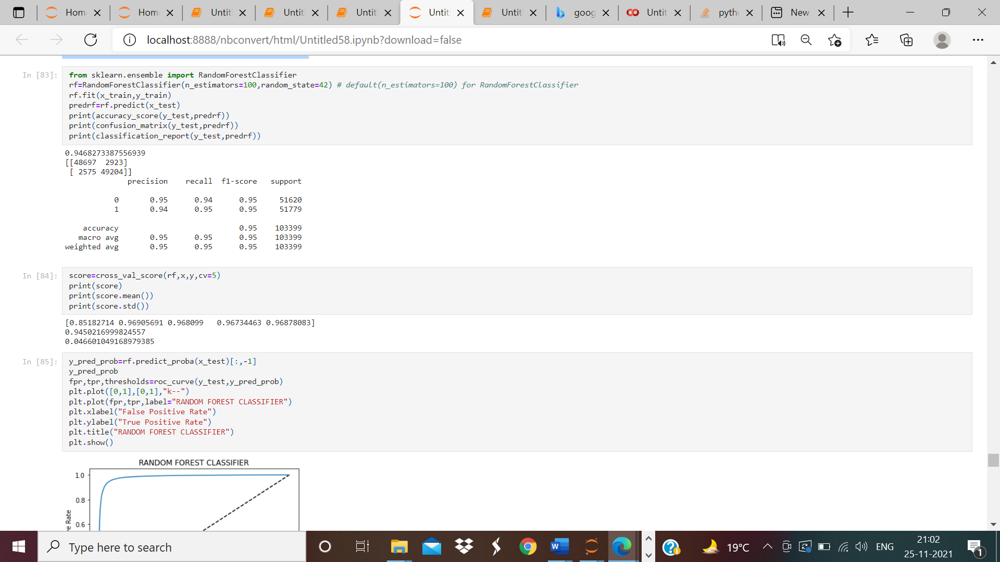 Hom
Hom
Untit
Untit
Untit
Untit
Untit
goog
Untit
pyth
New
localhost:8888/nbconvert/html/Untitled58.ipynb?download=false
In [83]:
from sklearn.ensemble import RandomForestClassifier
rf=RandomForestClassifier(n_estimators=100,random_state=42) # default(n_estimators=100) for RandomForestClassifier
rf.fit(x_train,y_train)
predrf=rf.predict(x_test)
print(accuracy_score(y_test,predrf))
print(confusion_matrix(y_test,predrf))
print(classification_report(y_test,predrf))
0.9468273387556939
[[48697  2923]
 [ 2575 49204]]
              precision    recall  f1-score   support
           0       0.95      0.94      0.95     51620
           1       0.94      0.95      0.95     51779
    accuracy                           0.95    103399
   macro avg       0.95      0.95      0.95    103399
weighted avg       0.95      0.95      0.95    103399
In [84]:
score=cross_val_score(rf,x,y,cv=5)
print(score)
print(score.mean())
print(score.std())
[0.85182714 0.96905691 0.968099   0.96734463 0.96878083]
0.9450216999824557
0.046601049168979385
In [85]:
y_pred_prob=rf.predict_proba(x_test)[:,-1]
y_pred_prob
fpr,tpr,thresholds=roc_curve(y_test,y_pred_prob)
plt.plot([0,1],[0,1],"k--")
plt.plot(fpr,tpr,label="RANDOM FOREST CLASSIFIER")
plt.xlabel("False Positive Rate")
plt.ylabel("True Positive Rate")
plt.title("RANDOM FOREST CLASSIFIER")
plt.show()
RANDOM FOREST CLASSIFIER
1.0
0.8
0.6
e Rate
Type here to search
19°C
ENG
21:02
25-11-2021
1